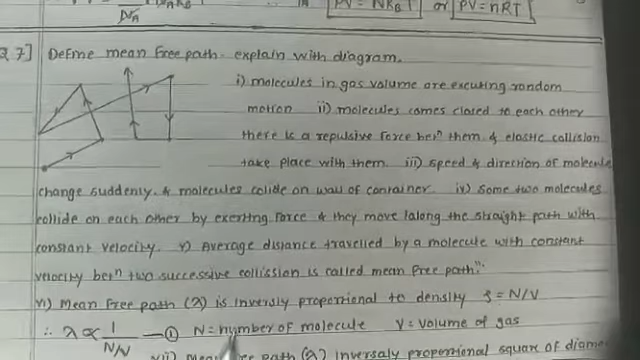 PV = NKBT or PV = nRT
Q 7] Define mean free path. explain with diagram.
i) molecules in gas volume are excuting random
motion ii) molecules comes closed to each other
there is a repulsive force betn them & elastic collision
take place with them. iii) speed & direction of molecule
change suddenly. & molecules collide on wall of container. iv) some two molecules
collide on each other by exerting force & they move lalong the straight path with
constant velocity. v) Average distance travelled by a molecule with constant
velocity betn two successive collission is called mean free path".
vi) Mean free path (λ) is inversly proportional to density ρ = N/V
∴ λ ∝ 1/N/V — ① N = number of molecule V = volume of gas
vii) Mean free path (λ) inversaly proportional squar of diame